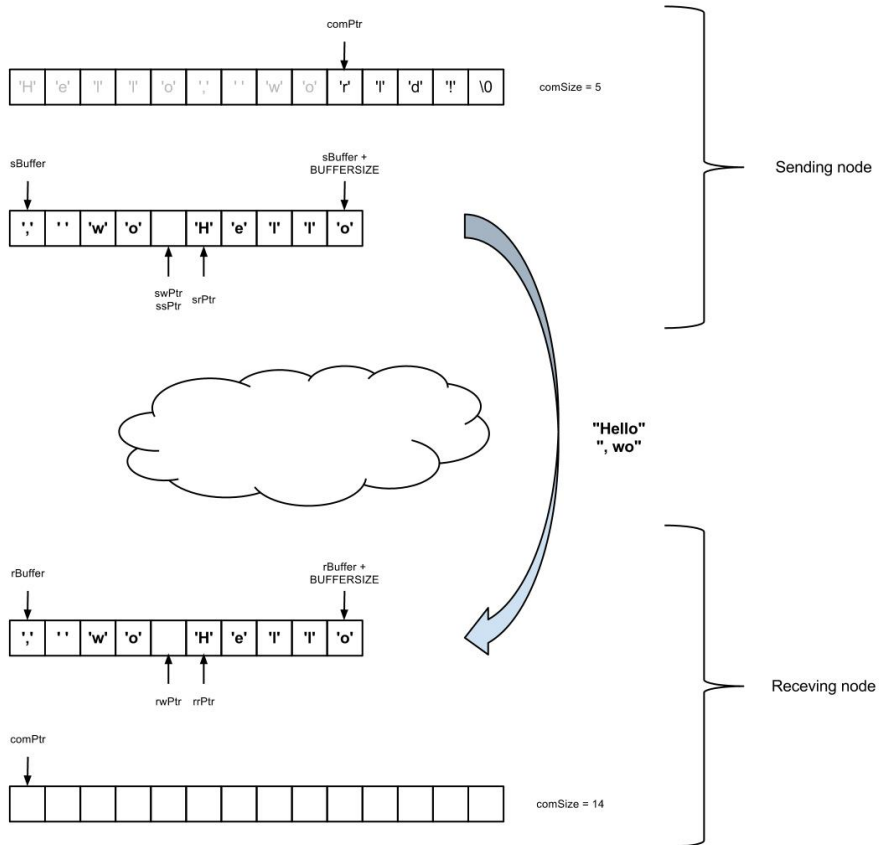 comPtr
'H' 'e' 'l' 'l' 'o' ',' ' ' 'w' 'o' 'r' 'l' 'd' '!' \0
comSize = 5
sBuffer
sBuffer +
BUFFERSIZE
',' ' ' 'w' 'o' 'H' 'e' 'l' 'l' 'o'
swPtr
ssPtr
srPtr
Sending node
"Hello"
", wo"
rBuffer
rBuffer +
BUFFERSIZE
',' ' ' 'w' 'o' 'H' 'e' 'l' 'l' 'o'
rwPtr
rrPtr
Receving node
comPtr
comSize = 14